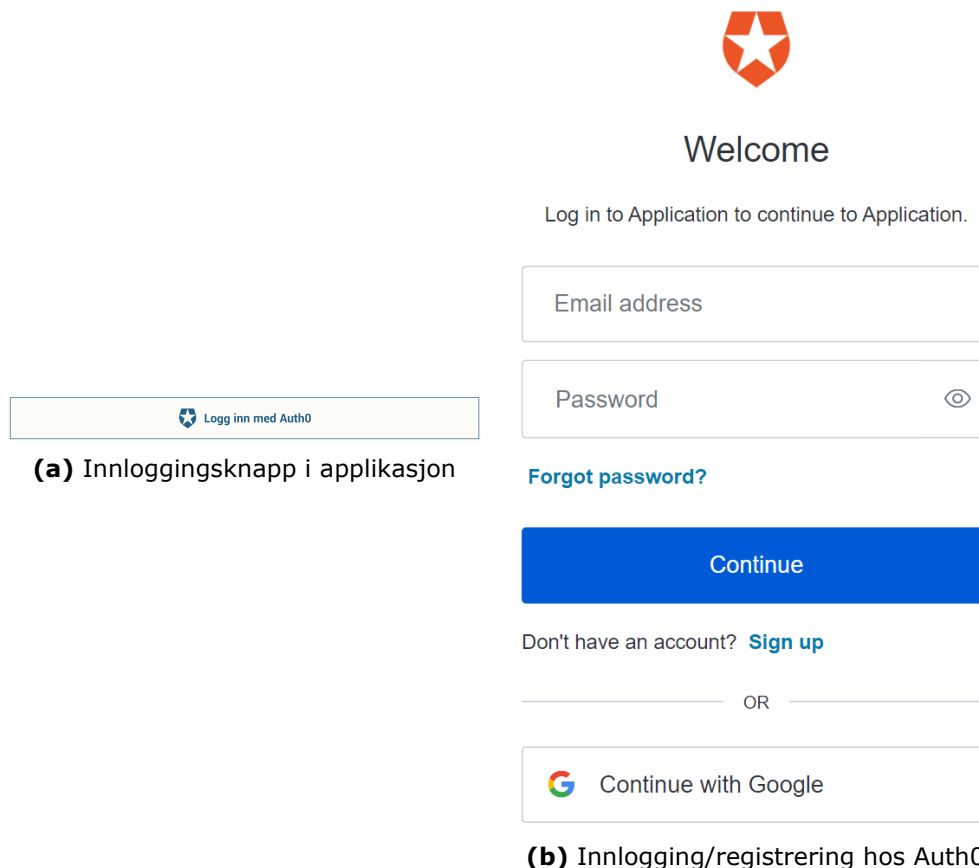 Logg inn med Auth0
(a) Innloggingsknapp i applikasjon
Welcome
Log in to Application to continue to Application.
Email address
Password
Forgot password?
Continue
Don't have an account? Sign up
OR
Continue with Google
(b) Innlogging/registrering hos Auth0